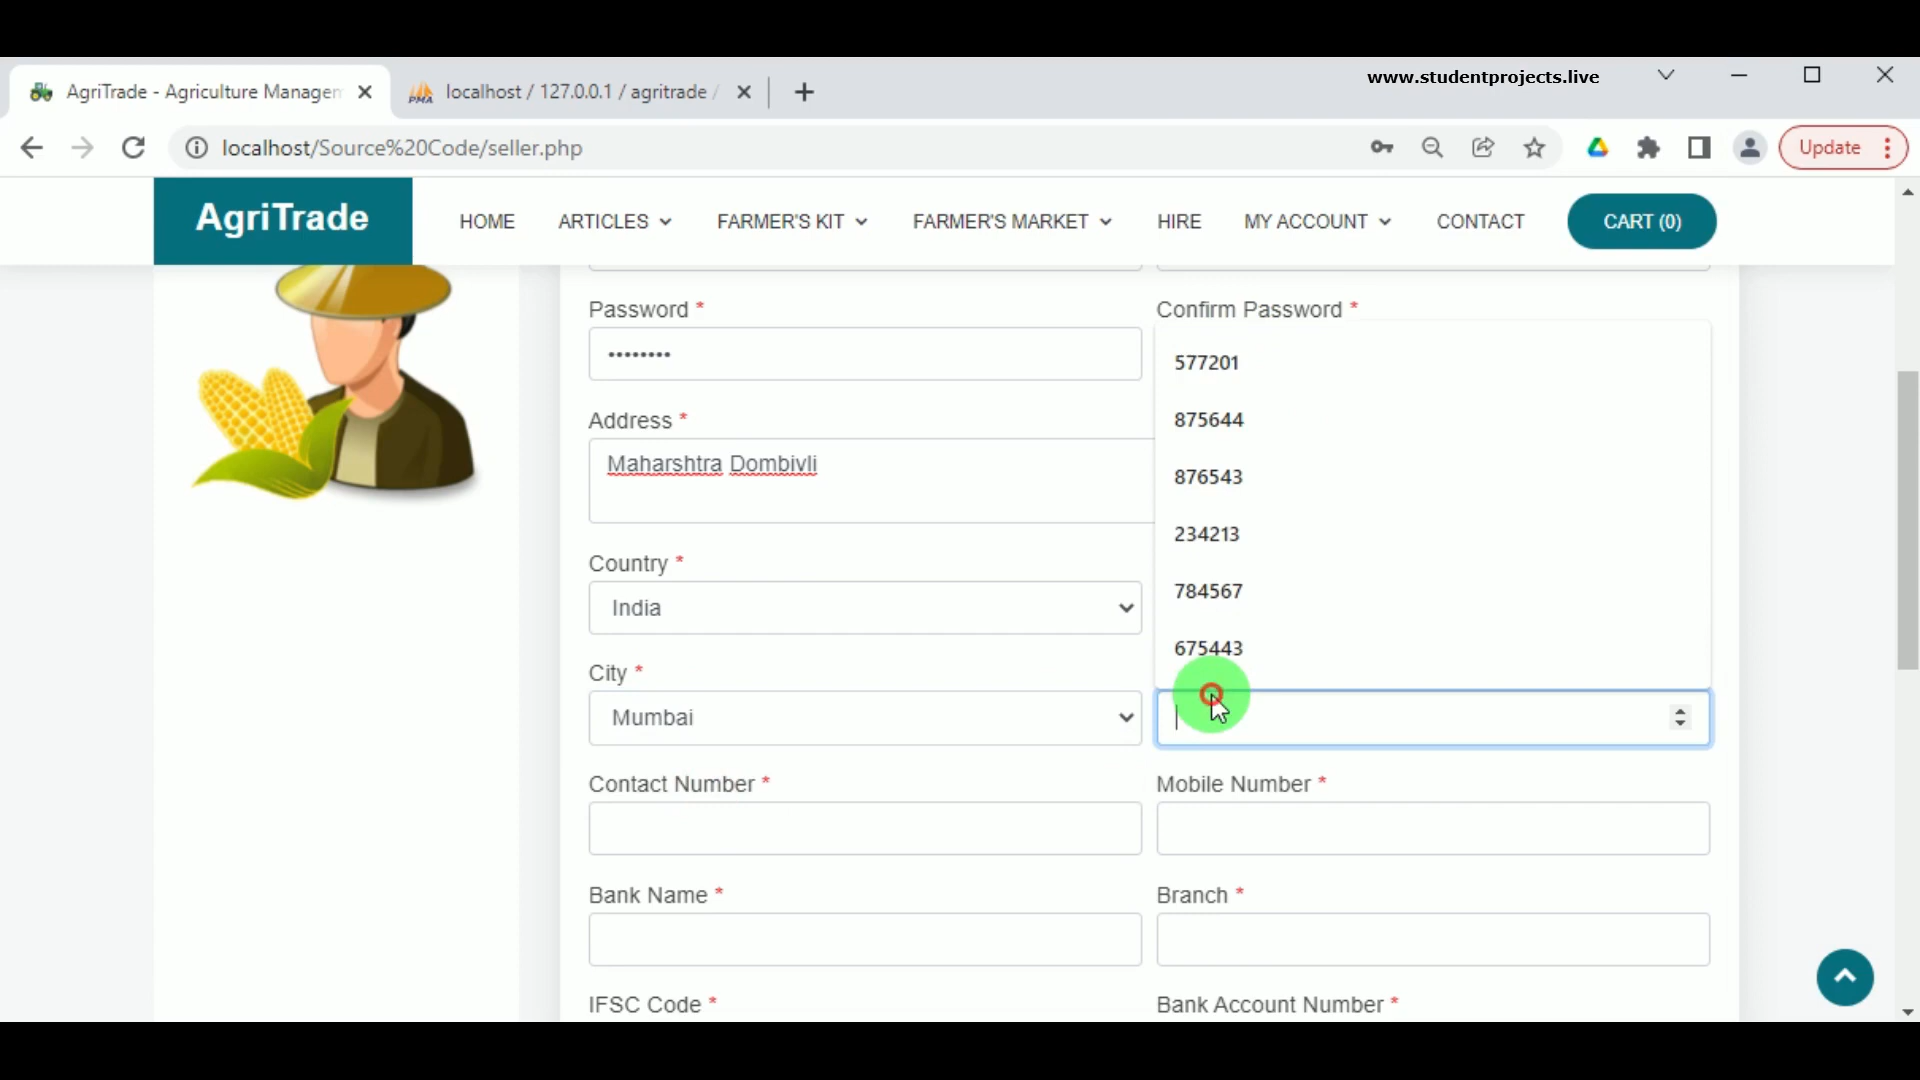 www.studentprojects.live
AgriTrade - Agriculture Managen
localhost / 127.0.0.1 / agritrade /
localhost/Source%20Code/seller.php
Update
AgriTrade
HOME
ARTICLES
FARMER'S KIT
FARMER'S MARKET
HIRE
MY ACCOUNT
CONTACT
CART (0)
Password *
Confirm Password *
577201
875644
876543
234213
784567
675443
Address *
Maharshtra Dombivli
Country *
India
City *
Mumbai
Contact Number *
Mobile Number *
Bank Name *
Branch *
IFSC Code *
Bank Account Number *